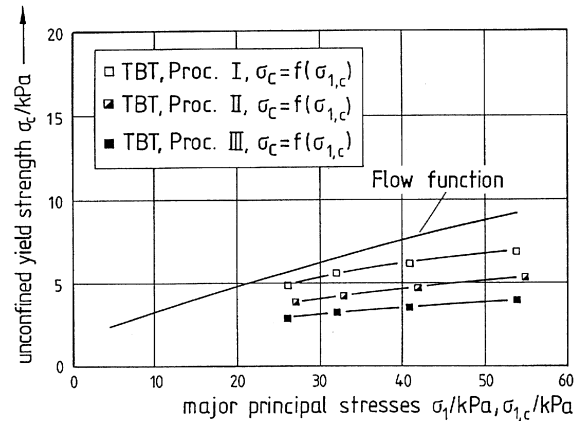 unconfined yield strength σc/kPa
20
15
10
5
0
□ TBT, Proc. I, σc=f(σ1,c)
TBT, Proc. II, σc=f(σ1,c)
■ TBT, Proc. III, σc=f(σ1,c)
Flow function
0 10 20 30 40 50 60
major principal stresses σ1/kPa, σ1,c/kPa